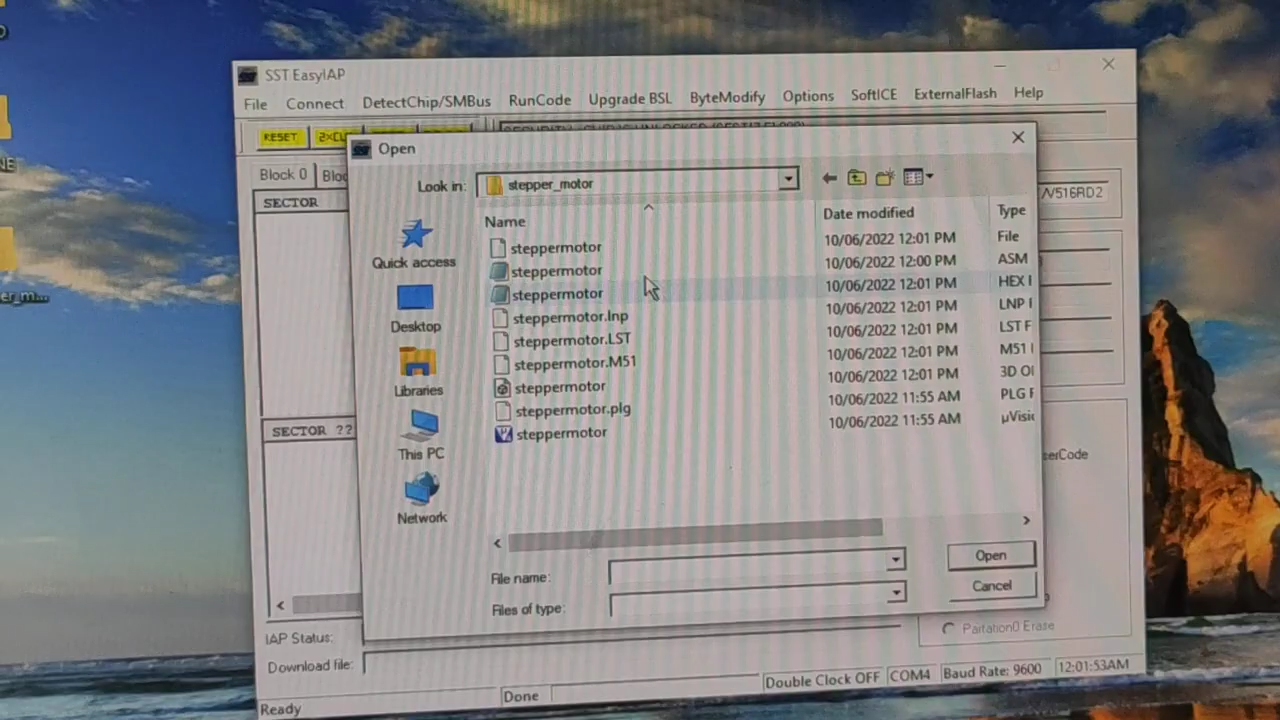 SST EasyIAP
File Connect DetectChip/SMBus RunCode Upgrade BSL ByteModify Options SoftICE ExternalFlash Help
RESET
Open
Block 0
Look in: stepper_motor
SECTOR
Name Date modified Type
Quick access
steppermotor 10/06/2022 12:01 PM File
steppermotor 10/06/2022 12:00 PM ASM
steppermotor 10/06/2022 12:01 PM HEX
steppermotor.lnp 10/06/2022 12:01 PM LNP
steppermotor.LST 10/06/2022 12:01 PM LST F
steppermotor.M51 10/06/2022 12:01 PM M51
steppermotor 10/06/2022 12:01 PM 3D
steppermotor.plg 10/06/2022 11:55 AM PLG F
steppermotor 10/06/2022 11:55 AM
Desktop
Libraries
This PC
Network
SECTOR ??
File name:
Open
Files of type:
Cancel
IAP Status:
Partation0 Erase
Download file:
Ready
Done
Double Clock OFF COM4 Baud Rate: 9600 12:01:53AM